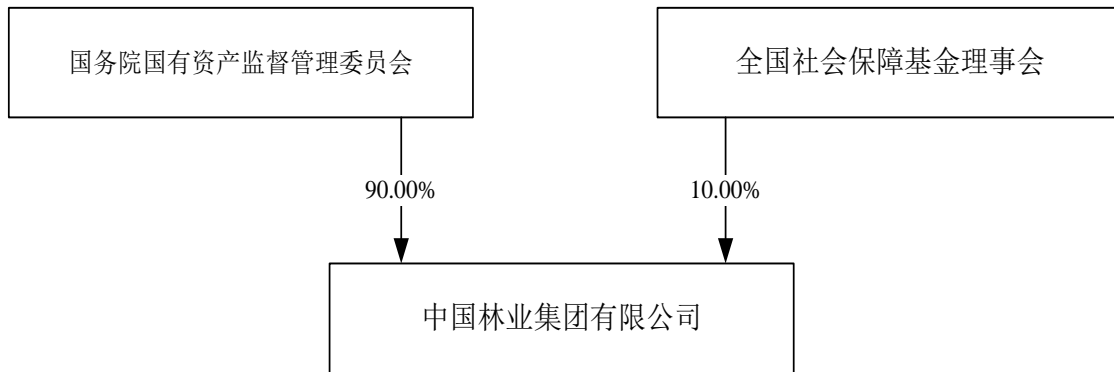 国务院国有资产监督管理委员会
全国社会保障基金理事会
90.00%
10.00%
中国林业集团有限公司